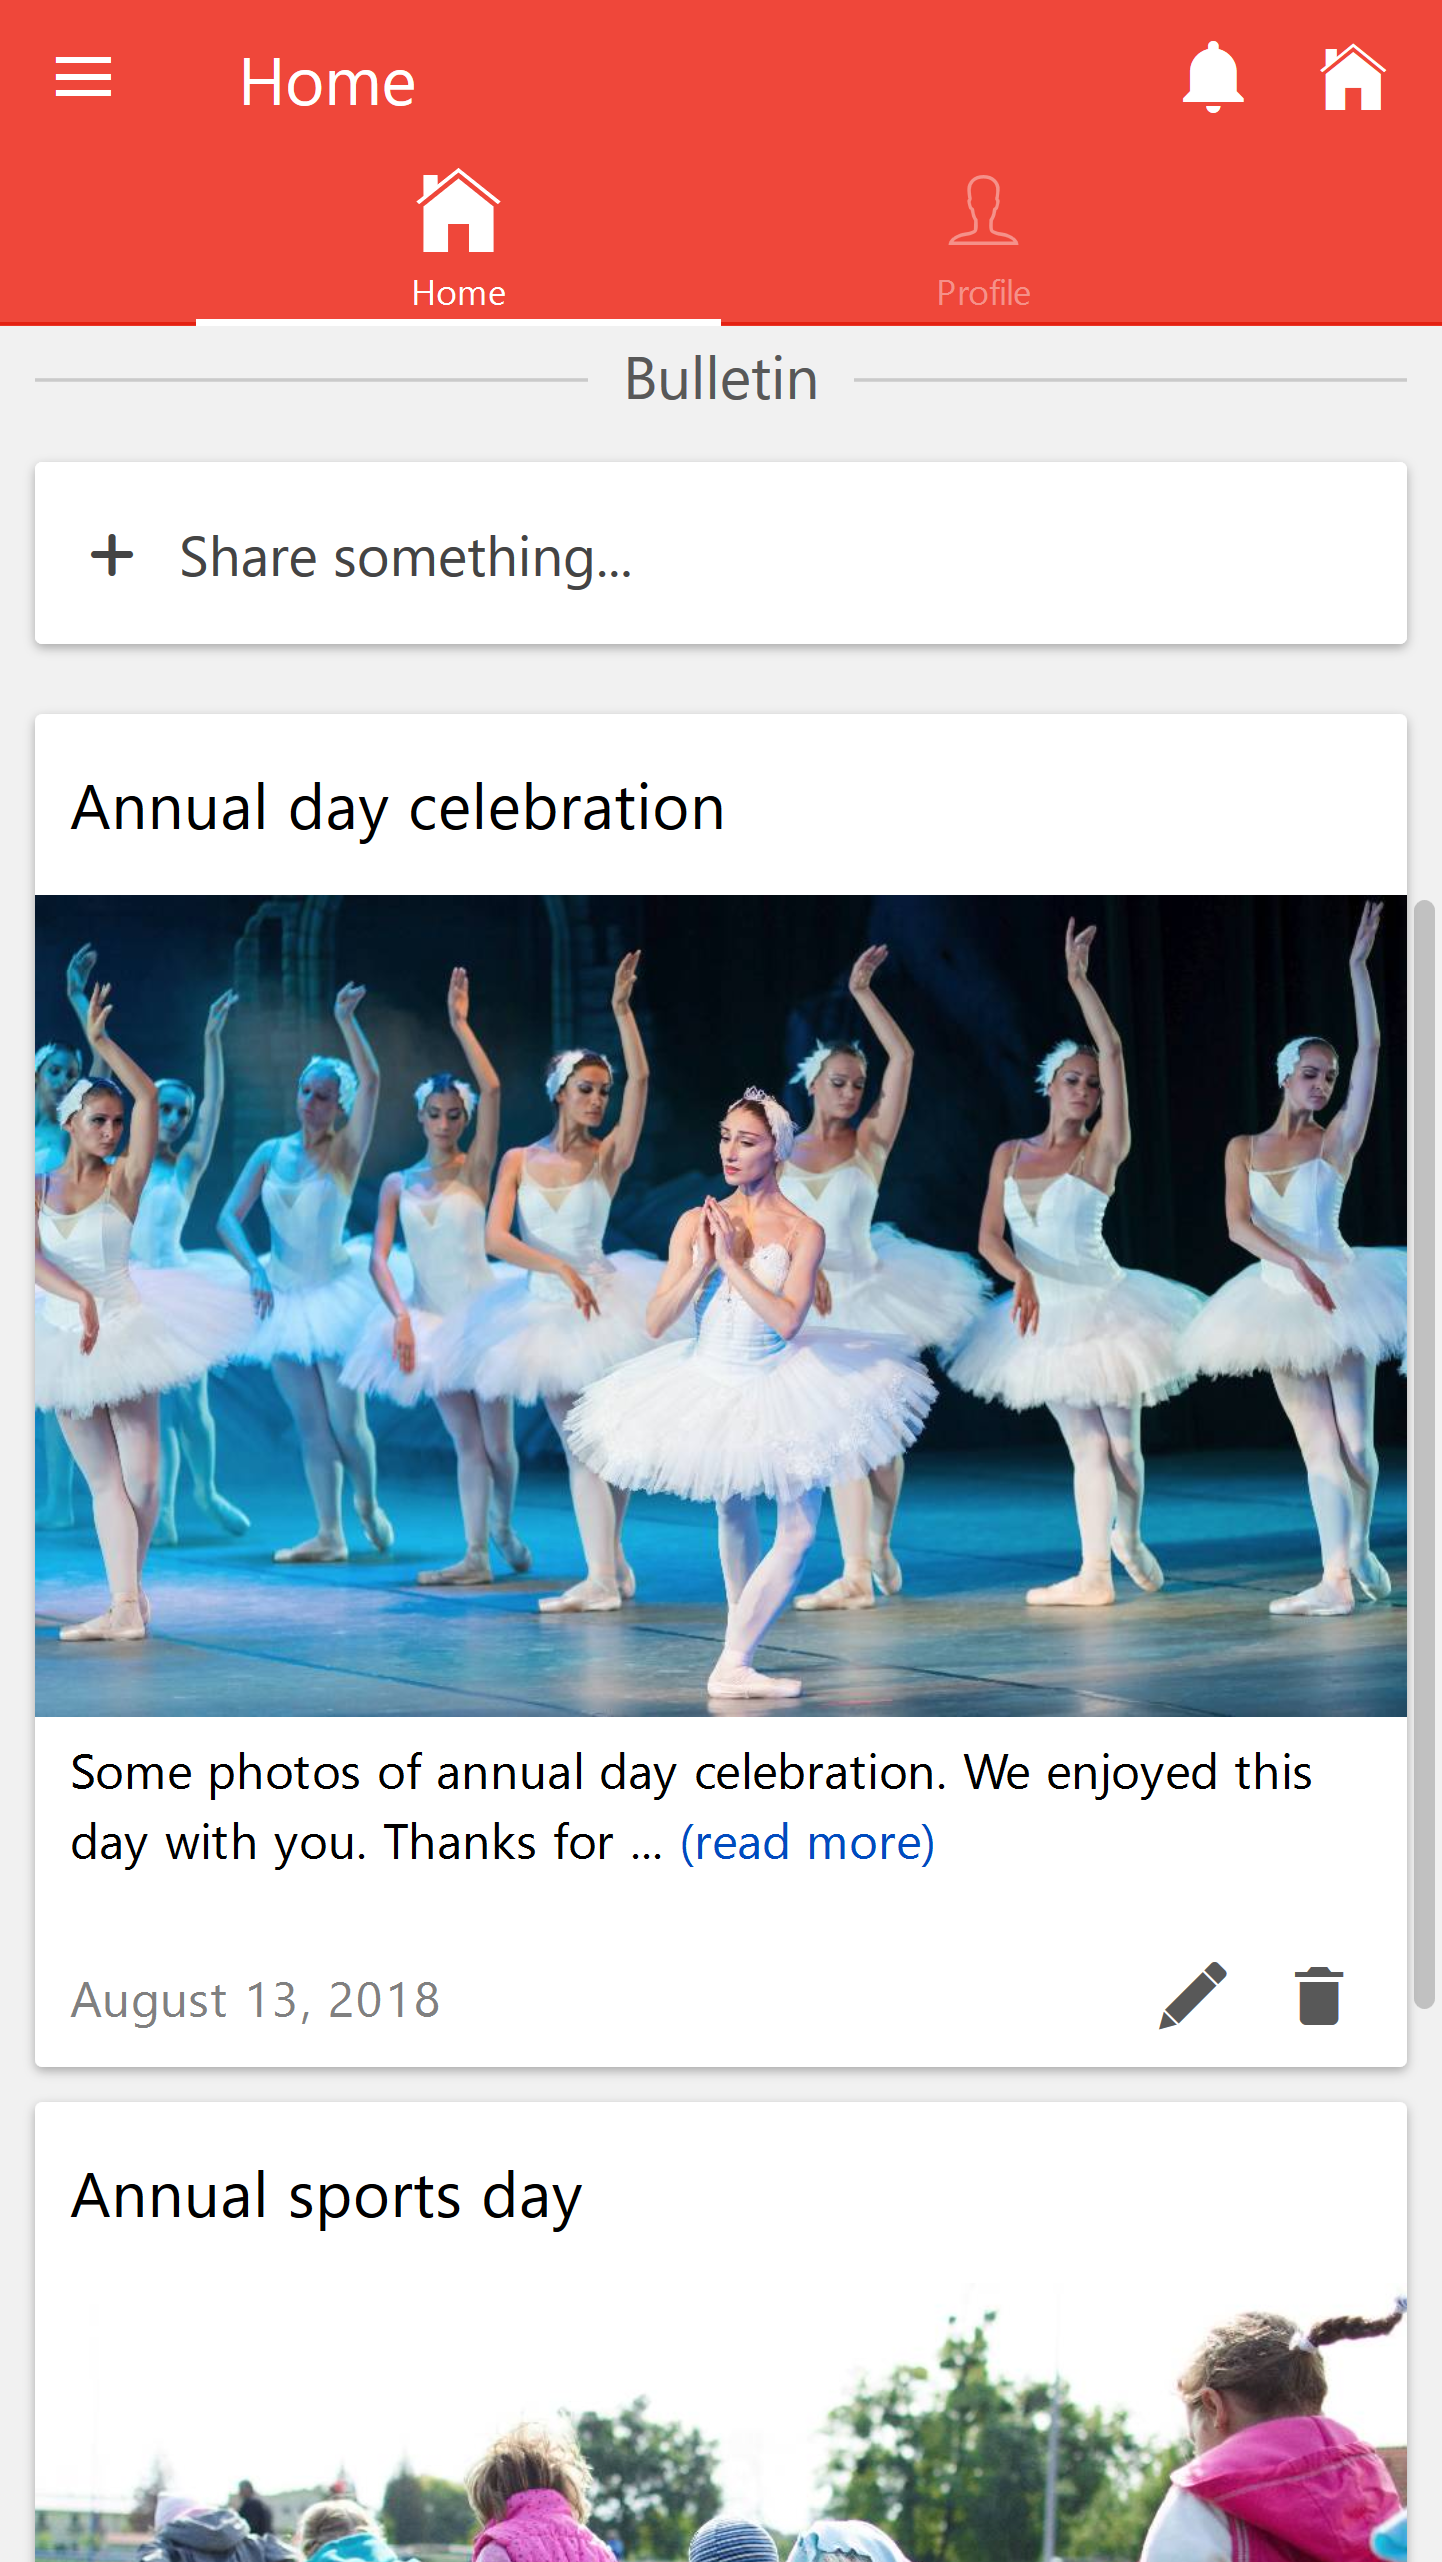 Home
Home
Profile
Bulletin
Share something...
Annual day celebration
Some photos of annual day celebration. We enjoyed this
day with you. Thanks for ... (read more)
August 13, 2018
Annual sports day